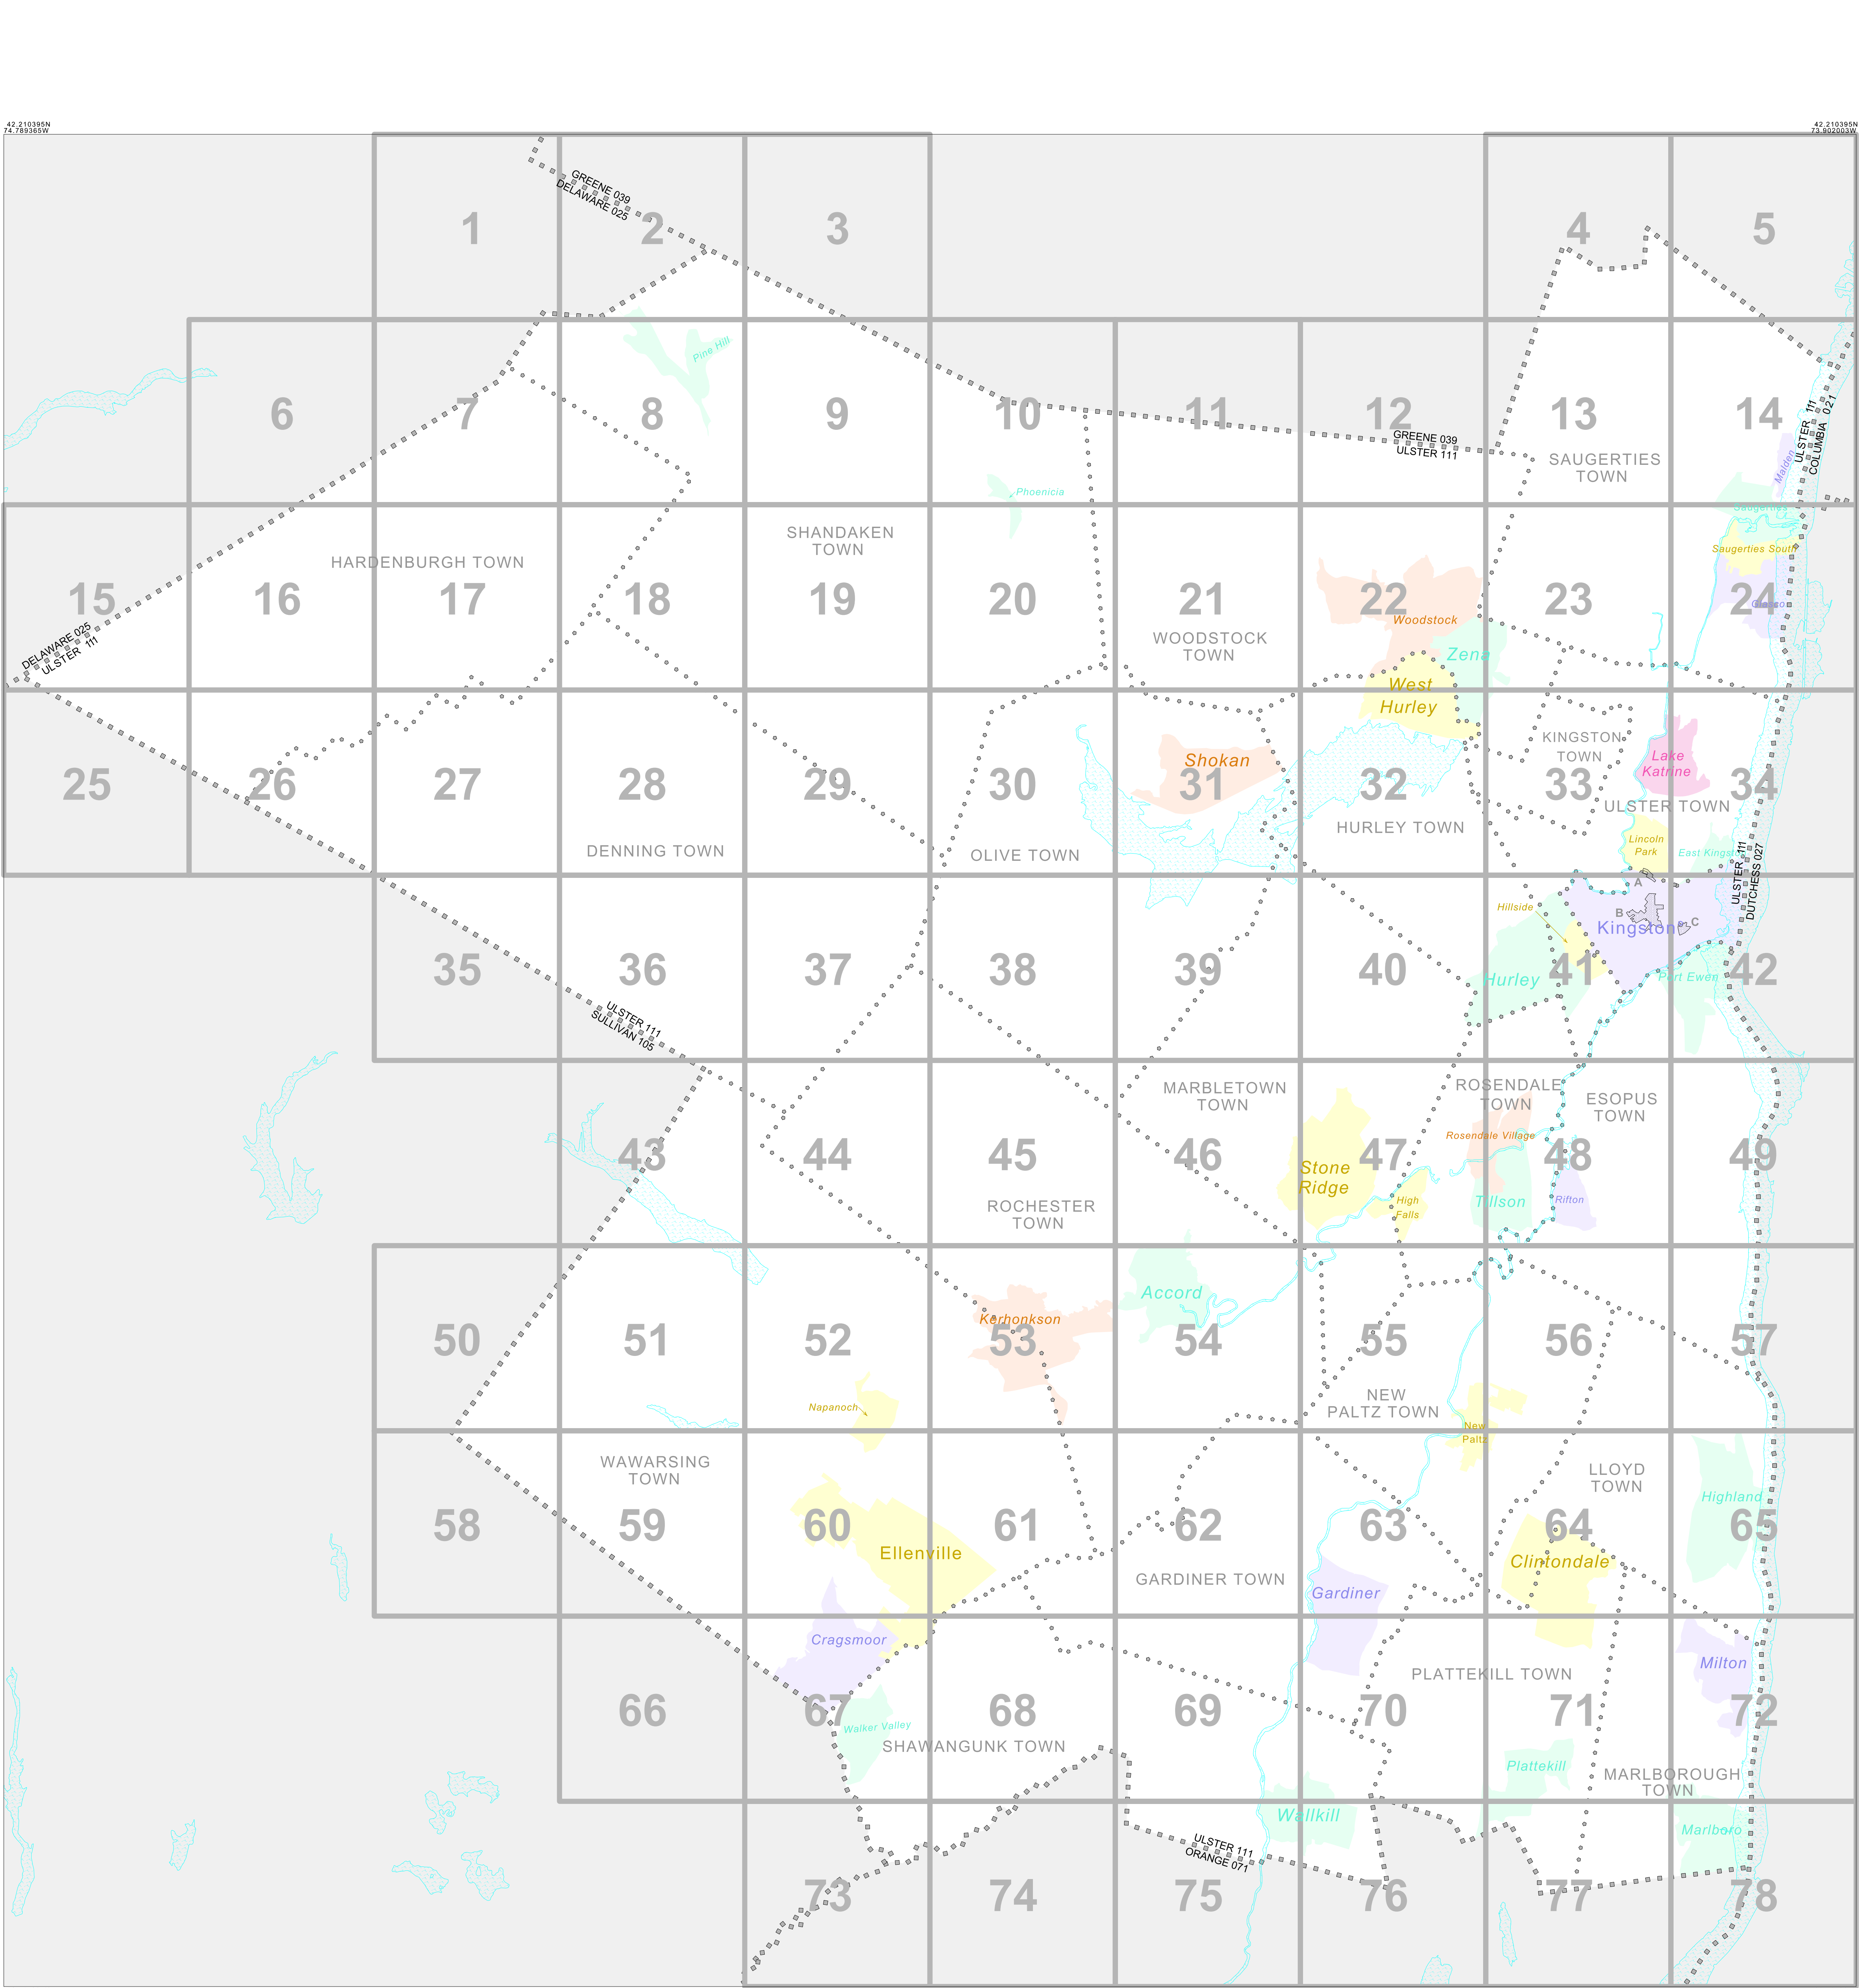 42.210395N
74.789365W
42.210395N
73.902003W
GREENE 039
DELAWARE 025
1
2
3
4
5
Pine Hill
6
7
8
9
10
11
12
13
14
GREENE 039
ULSTER 111
ULSTER 111
COLUMBIA 021
SAUGERTIES
TOWN
Malden
Phoenicia
Saugerties
SHANDAKEN
TOWN
HARDENBURGH TOWN
Saugerties South
15
16
17
18
19
20
21
22
23
24
Glasco
Woodstock
DELAWARE 025
ULSTER 111
WOODSTOCK
TOWN
Zena
West
Hurley
KINGSTON
TOWN
Shokan
Lake
Katrine
25
26
27
28
29
30
31
32
33
34
ULSTER TOWN
HURLEY TOWN
DENNING TOWN
OLIVE TOWN
Lincoln
Park
East Kingston
ULSTER 111
DUTCHESS 027
A
Hillside
B
C
Kingston
35
36
37
38
39
40
41
42
Hurley
Port Ewen
ULSTER 111
SULLIVAN 105
MARBLETOWN
TOWN
ROSENDALE
TOWN
ESOPUS
TOWN
Rosendale Village
43
44
45
46
47
48
49
Stone
Ridge
High
Falls
Tillson
Rifton
ROCHESTER
TOWN
Accord
Kerhonkson
50
51
52
53
54
55
56
57
NEW
PALTZ TOWN
Napanoch
New
Paltz
WAWARSING
TOWN
LLOYD
TOWN
Highland
58
59
60
61
62
63
64
65
Ellenville
Clintondale
GARDINER TOWN
Gardiner
Cragsmoor
Milton
PLATTEKILL TOWN
66
67
68
69
70
71
72
Walker Valley
SHAWANGUNK TOWN
Plattekill
MARLBOROUGH
TOWN
Wallkill
Marlboro
ULSTER 111
ORANGE 071
73
74
75
76
77
78